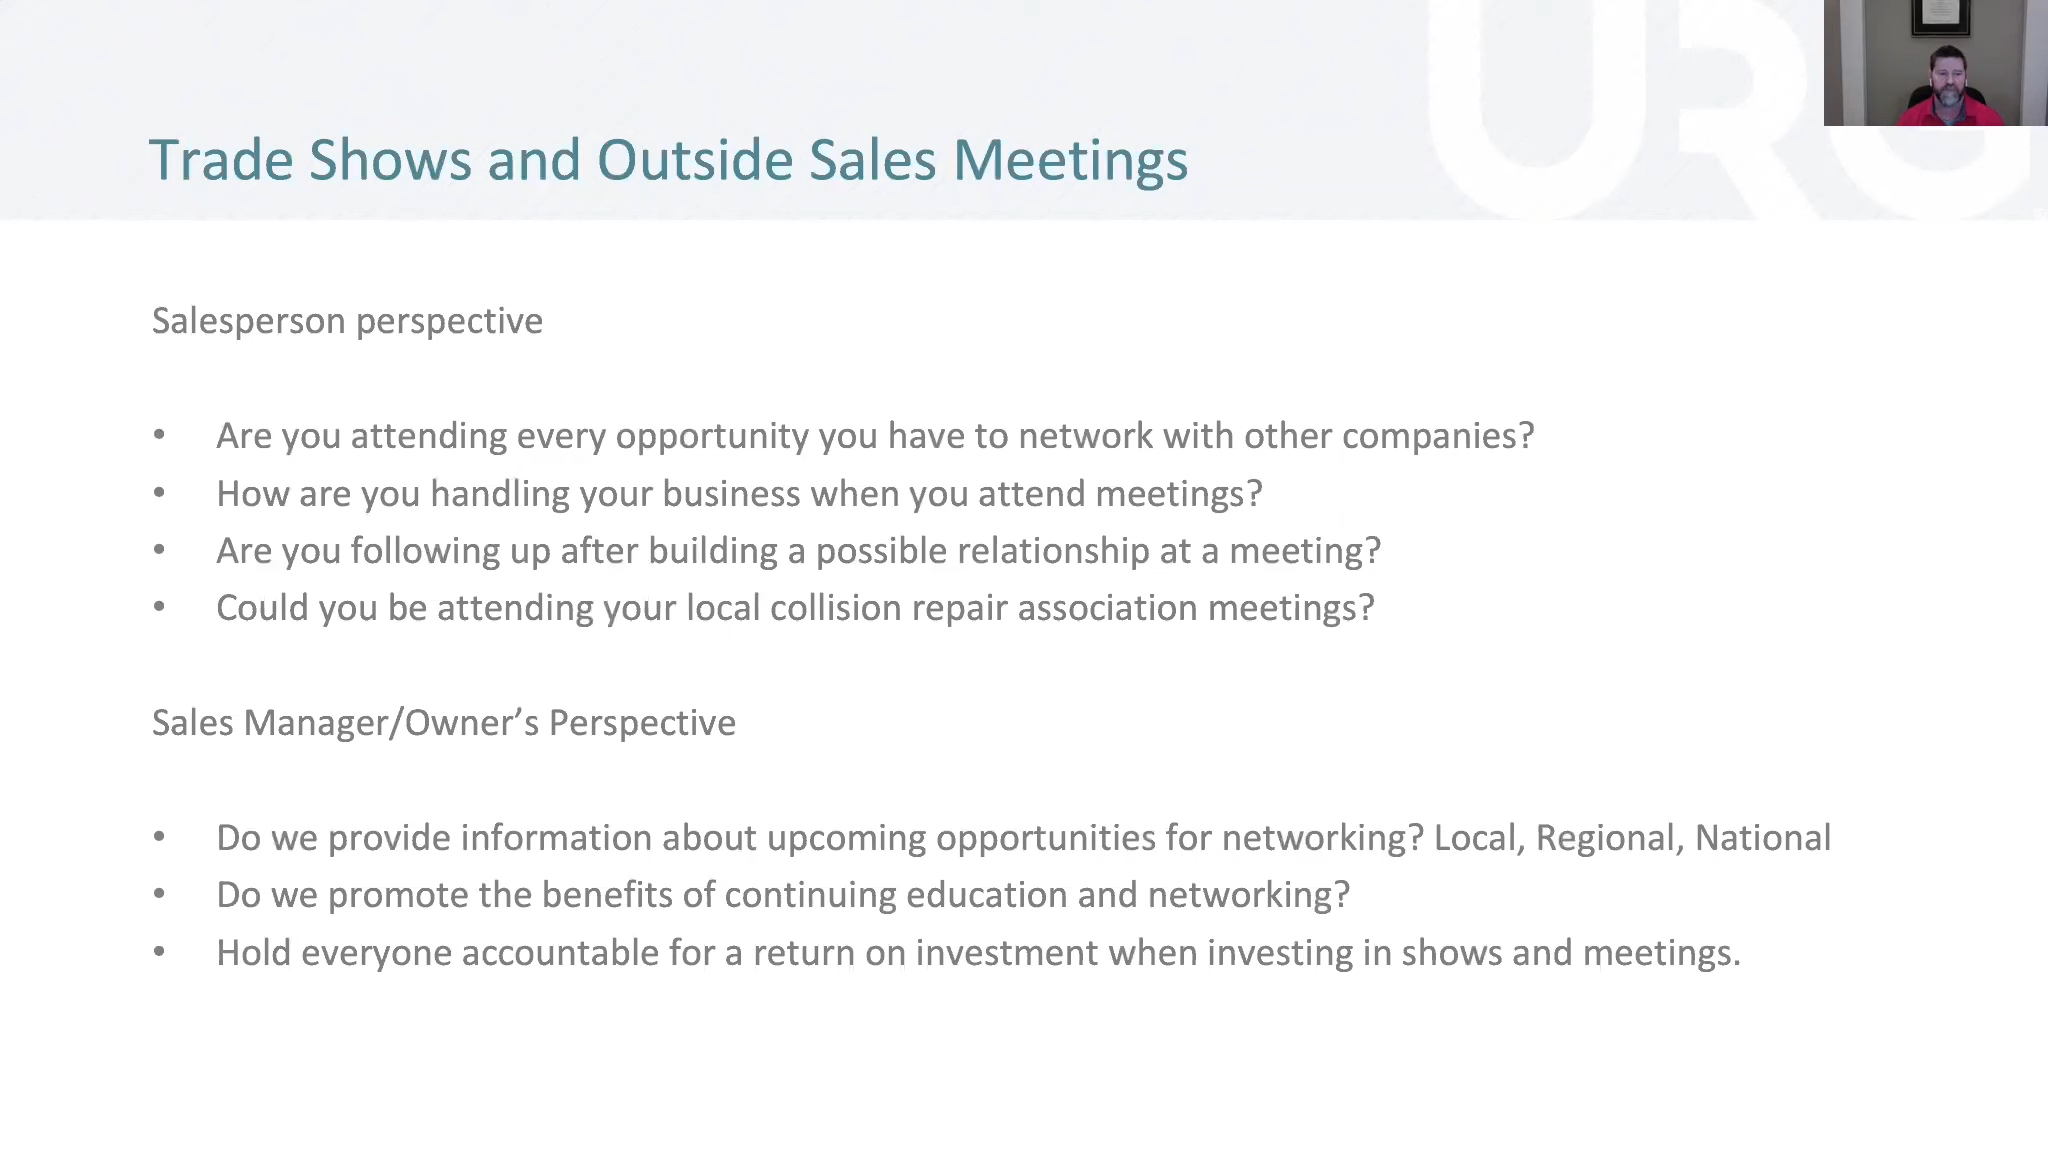 URG
Trade Shows and Outside Sales Meetings
Salesperson perspective
• Are you attending every opportunity you have to network with other companies?
• How are you handling your business when you attend meetings?
• Are you following up after building a possible relationship at a meeting?
• Could you be attending your local collision repair association meetings?
Sales Manager/Owner’s Perspective
• Do we provide information about upcoming opportunities for networking? Local, Regional, National
• Do we promote the benefits of continuing education and networking?
• Hold everyone accountable for a return on investment when investing in shows and meetings.